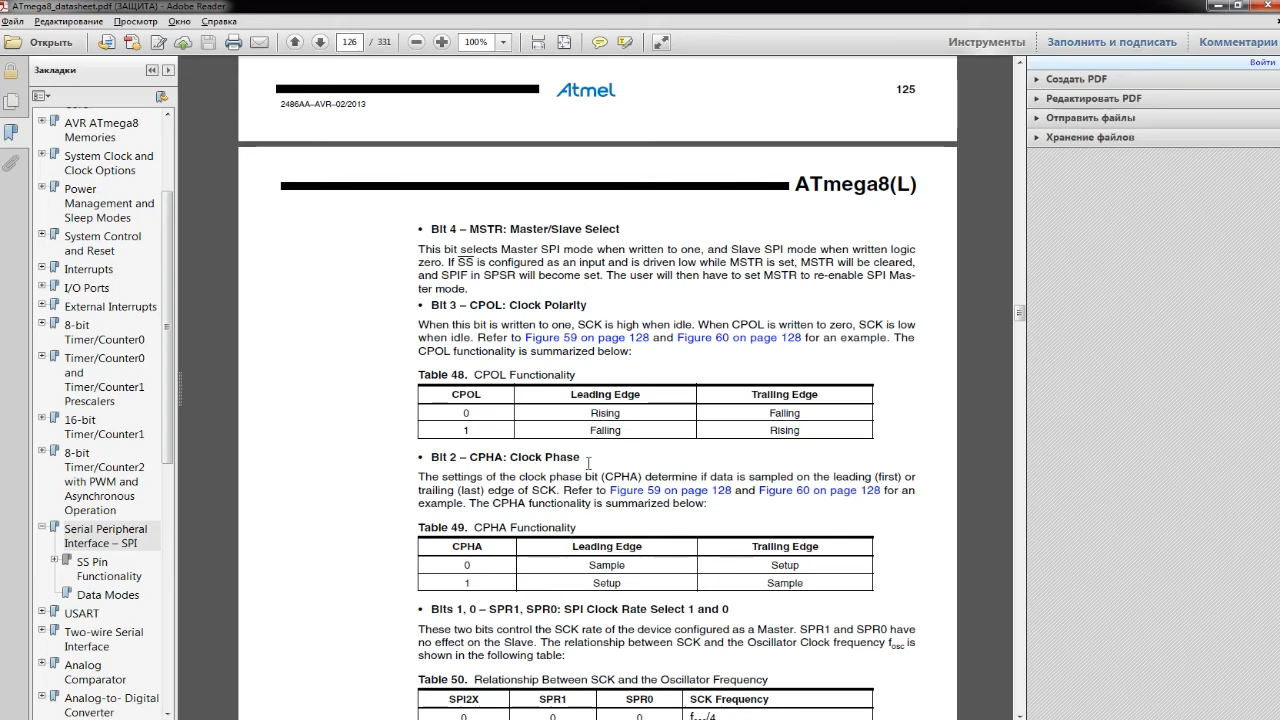 ATmega8_datasheet.pdf (ЗАЩИТА) - Adobe Reader
Файл Редактирование Просмотр Окно Справка
Открыть 126 / 331 100% Инструменты Заполнить и подписать Комментарии
Войти
Закладки
AVR ATmega8
Memories
System Clock and
Clock Options
Power
Management and
Sleep Modes
System Control
and Reset
Interrupts
I/O Ports
External Interrupts
8-bit
Timer/Counter0
Timer/Counter0
and
Timer/Counter1
Prescalers
16-bit
Timer/Counter1
8-bit
Timer/Counter2
with PWM and
Asynchronous
Operation
Serial Peripheral
Interface – SPI
SS Pin
Functionality
Data Modes
USART
Two-wire Serial
Interface
Analog
Comparator
Analog-to- Digital
Converter
Atmel 125
2486AA–AVR–02/2013
ATmega8(L)
• Bit 4 – MSTR: Master/Slave Select
This bit selects Master SPI mode when written to one, and Slave SPI mode when written logic
zero. If SS is configured as an input and is driven low while MSTR is set, MSTR will be cleared,
and SPIF in SPSR will become set. The user will then have to set MSTR to re-enable SPI Mas-
ter mode.
• Bit 3 – CPOL: Clock Polarity
When this bit is written to one, SCK is high when idle. When CPOL is written to zero, SCK is low
when idle. Refer to Figure 59 on page 128 and Figure 60 on page 128 for an example. The
CPOL functionality is summarized below:
Table 48. CPOL Functionality
CPOL Leading Edge Trailing Edge
0 Rising Falling
1 Falling Rising
• Bit 2 – CPHA: Clock Phase
The settings of the clock phase bit (CPHA) determine if data is sampled on the leading (first) or
trailing (last) edge of SCK. Refer to Figure 59 on page 128 and Figure 60 on page 128 for an
example. The CPHA functionality is summarized below:
Table 49. CPHA Functionality
CPHA Leading Edge Trailing Edge
0 Sample Setup
1 Setup Sample
• Bits 1, 0 – SPR1, SPR0: SPI Clock Rate Select 1 and 0
These two bits control the SCK rate of the device configured as a Master. SPR1 and SPR0 have
no effect on the Slave. The relationship between SCK and the Oscillator Clock frequency fosc is
shown in the following table:
Table 50. Relationship Between SCK and the Oscillator Frequency
SPI2X SPR1 SPR0 SCK Frequency
0 0 0 fosc/4
Создать PDF
Редактировать PDF
Отправить файлы
Хранение файлов